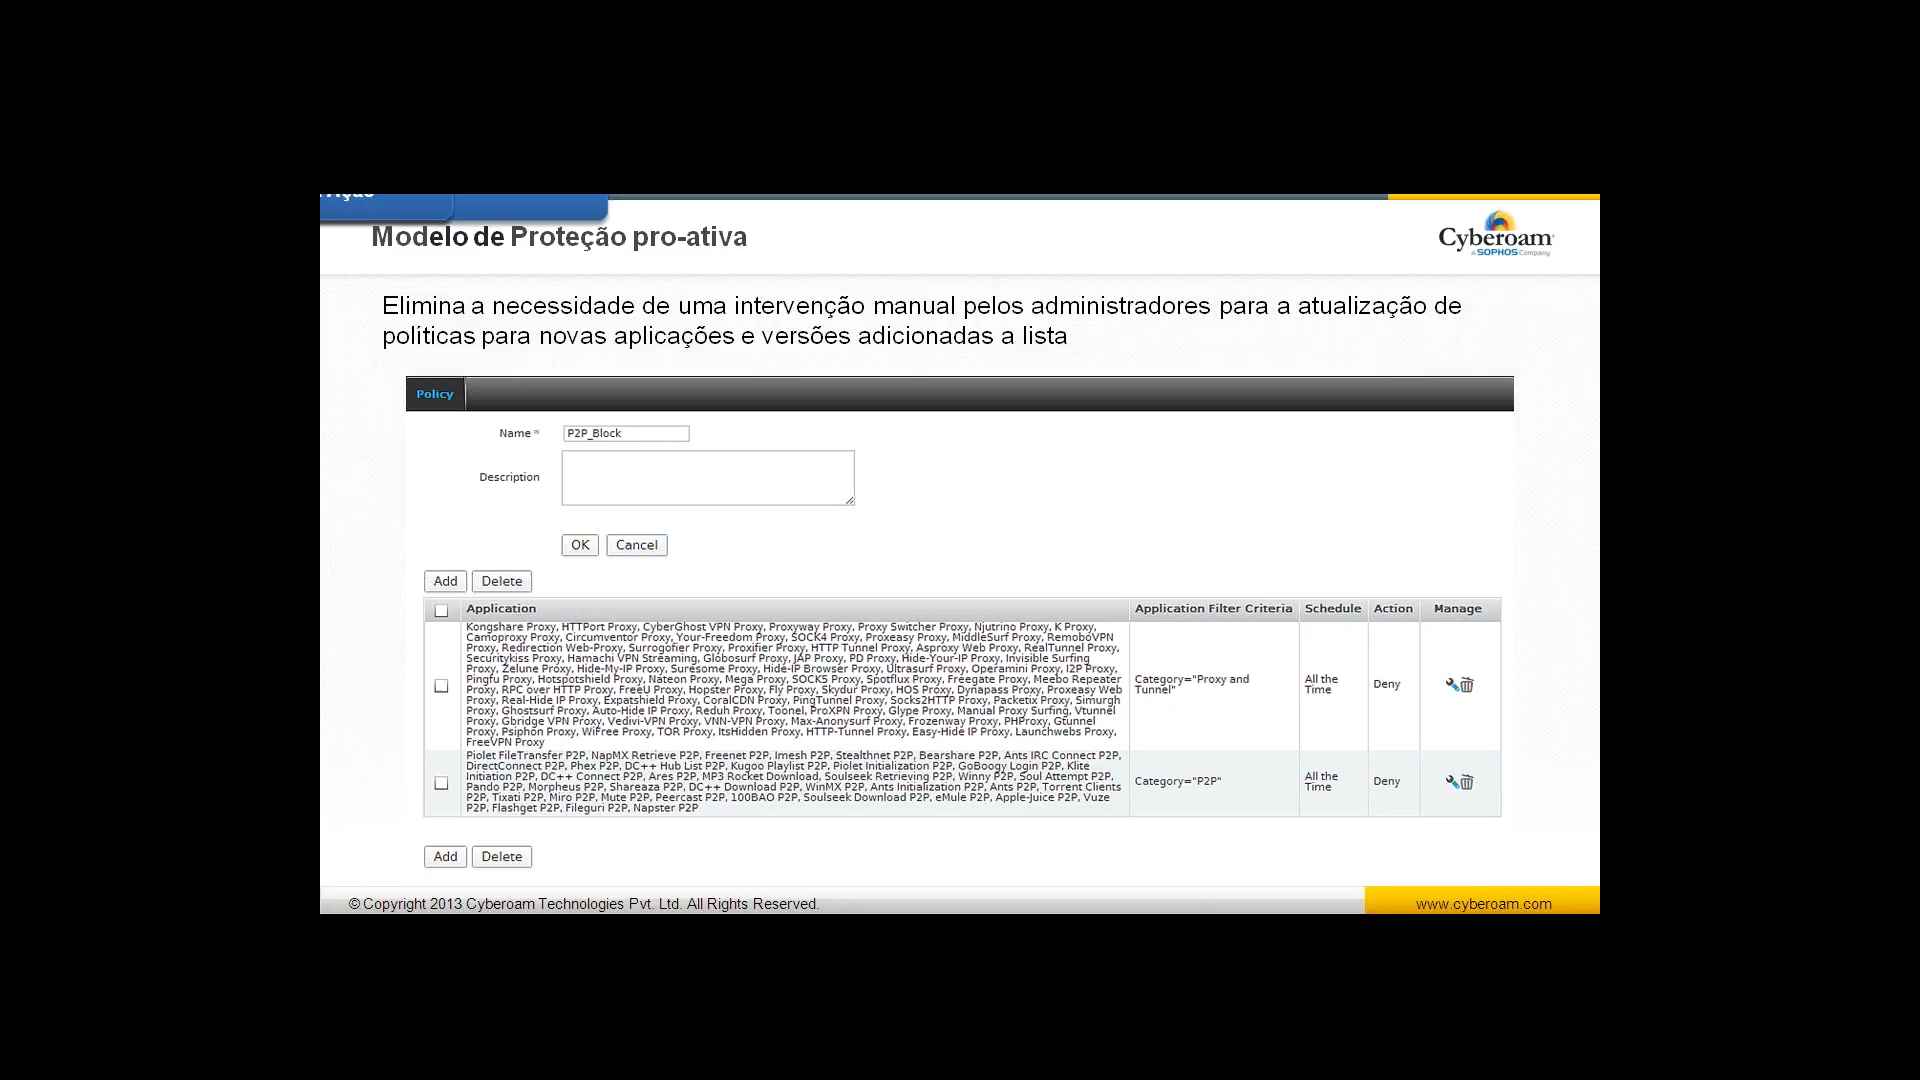 Modelo de Proteção pro-ativa
Cyberoam
A SOPHOS Company
Elimina a necessidade de uma intervenção manual pelos administradores para a atualização de
políticas para novas aplicações e versões adicionadas a lista
Policy
Name * P2P_Block
Description
OK Cancel
Add Delete
Application Application Filter Criteria Schedule Action Manage
Kongshare Proxy, HTTPort Proxy, CyberGhost VPN Proxy, Proxyway Proxy, Proxy Switcher Proxy, Njutrino Proxy, K Proxy,
Camoproxy Proxy, Circumventor Proxy, Your-Freedom Proxy, SOCK4 Proxy, Proxeasy Proxy, MiddleSurf Proxy, RemoboVPN
Proxy, Redirection Web-Proxy, Surrogofier Proxy, Proxifier Proxy, HTTP Tunnel Proxy, Asproxy Web Proxy, RealTunnel Proxy,
Securitykiss Proxy, Hamachi VPN Streaming, Globosurf Proxy, JAP Proxy, PD Proxy, Hide-Your-IP Proxy, Invisible Surfing
Proxy, Zelune Proxy, Hide-My-IP Proxy, Suresome Proxy, Hide-IP Browser Proxy, Ultrasurf Proxy, Operamini Proxy, I2P Proxy,
Pingfu Proxy, Hotspotshield Proxy, Nateon Proxy, Mega Proxy, SOCK5 Proxy, Spotflux Proxy, Freegate Proxy, Meebo Repeater
Proxy, RPC over HTTP Proxy, FreeU Proxy, Hopster Proxy, Fly Proxy, Skydur Proxy, HOS Proxy, Dynapass Proxy, Proxeasy Web
Proxy, Real-Hide IP Proxy, Expatshield Proxy, CoralCDN Proxy, PingTunnel Proxy, Socks2HTTP Proxy, Packetix Proxy, Simurgh
Proxy, Ghostsurf Proxy, Auto-Hide IP Proxy, Reduh Proxy, Toonel, ProXPN Proxy, Glype Proxy, Manual Proxy Surfing, Vtunnel
Proxy, Gbridge VPN Proxy, Vedivi-VPN Proxy, VNN-VPN Proxy, Max-Anonysurf Proxy, Frozenway Proxy, PHProxy, Gtunnel
Proxy, Psiphon Proxy, WiFree Proxy, TOR Proxy, ItsHidden Proxy, HTTP-Tunnel Proxy, Easy-Hide IP Proxy, Launchwebs Proxy,
FreeVPN Proxy
Category="Proxy and
Tunnel"
All the
Time
Deny
Piolet FileTransfer P2P, NapMX Retrieve P2P, Freenet P2P, Imesh P2P, Stealthnet P2P, Bearshare P2P, Ants IRC Connect P2P,
DirectConnect P2P, Phex P2P, DC++ Hub List P2P, Kugoo Playlist P2P, Piolet Initialization P2P, GoBoogy Login P2P, Klite
Initiation P2P, DC++ Connect P2P, Ares P2P, MP3 Rocket Download, Soulseek Retrieving P2P, Winny P2P, Soul Attempt P2P,
Pando P2P, Morpheus P2P, Shareaza P2P, DC++ Download P2P, WinMX P2P, Ants Initialization P2P, Ants P2P, Torrent Clients
P2P, Tixati P2P, Miro P2P, Mute P2P, Peercast P2P, 100BAO P2P, Soulseek Download P2P, eMule P2P, Apple-Juice P2P, Vuze
P2P, Flashget P2P, Fileguri P2P, Napster P2P
Category="P2P"
All the
Time
Deny
Add Delete
© Copyright 2013 Cyberoam Technologies Pvt. Ltd. All Rights Reserved.
www.cyberoam.com